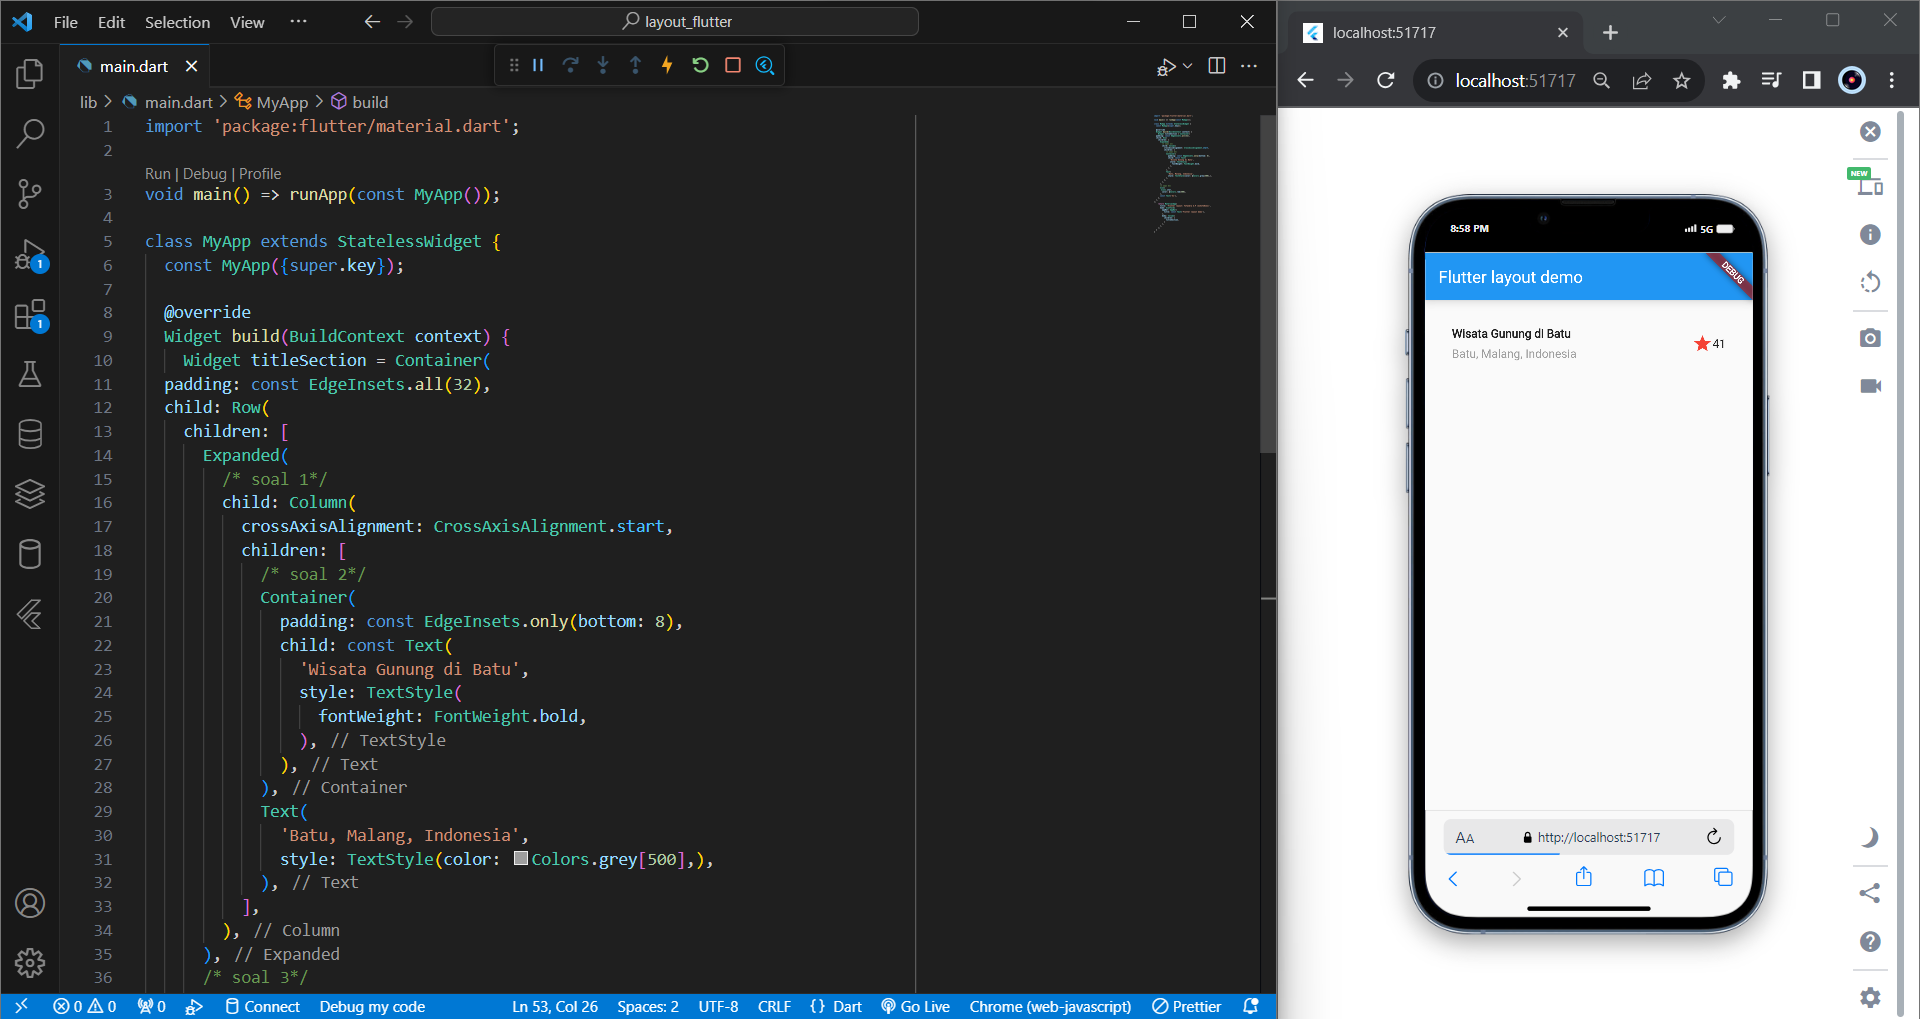 File Edit Selection View ··· layout_flutter
main.dart
lib > main.dart > MyApp > build
1 import 'package:flutter/material.dart';
2
Run | Debug | Profile
3 void main() => runApp(const MyApp());
4
5 class MyApp extends StatelessWidget {
6 const MyApp({super.key});
7
8 @override
9 Widget build(BuildContext context) {
10 Widget titleSection = Container(
11 padding: const EdgeInsets.all(32),
12 child: Row(
13 children: [
14 Expanded(
15 /* soal 1*/
16 child: Column(
17 crossAxisAlignment: CrossAxisAlignment.start,
18 children: [
19 /* soal 2*/
20 Container(
21 padding: const EdgeInsets.only(bottom: 8),
22 child: const Text(
23 'Wisata Gunung di Batu',
24 style: TextStyle(
25 fontWeight: FontWeight.bold,
26 ), // TextStyle
27 ), // Text
28 ), // Container
29 Text(
30 'Batu, Malang, Indonesia',
31 style: TextStyle(color: Colors.grey[500],),
32 ), // Text
33 ],
34 ), // Column
35 ), // Expanded
36 /* soal 3*/
1
1
0 0 0 Connect Debug my code Ln 53, Col 26 Spaces: 2 UTF-8 CRLF {} Dart Go Live Chrome (web-javascript) Prettier
localhost:51717
localhost:51717
NEW
8:58 PM 5G
Flutter layout demo
DEBUG
Wisata Gunung di Batu
Batu, Malang, Indonesia
41
AA http://localhost:51717